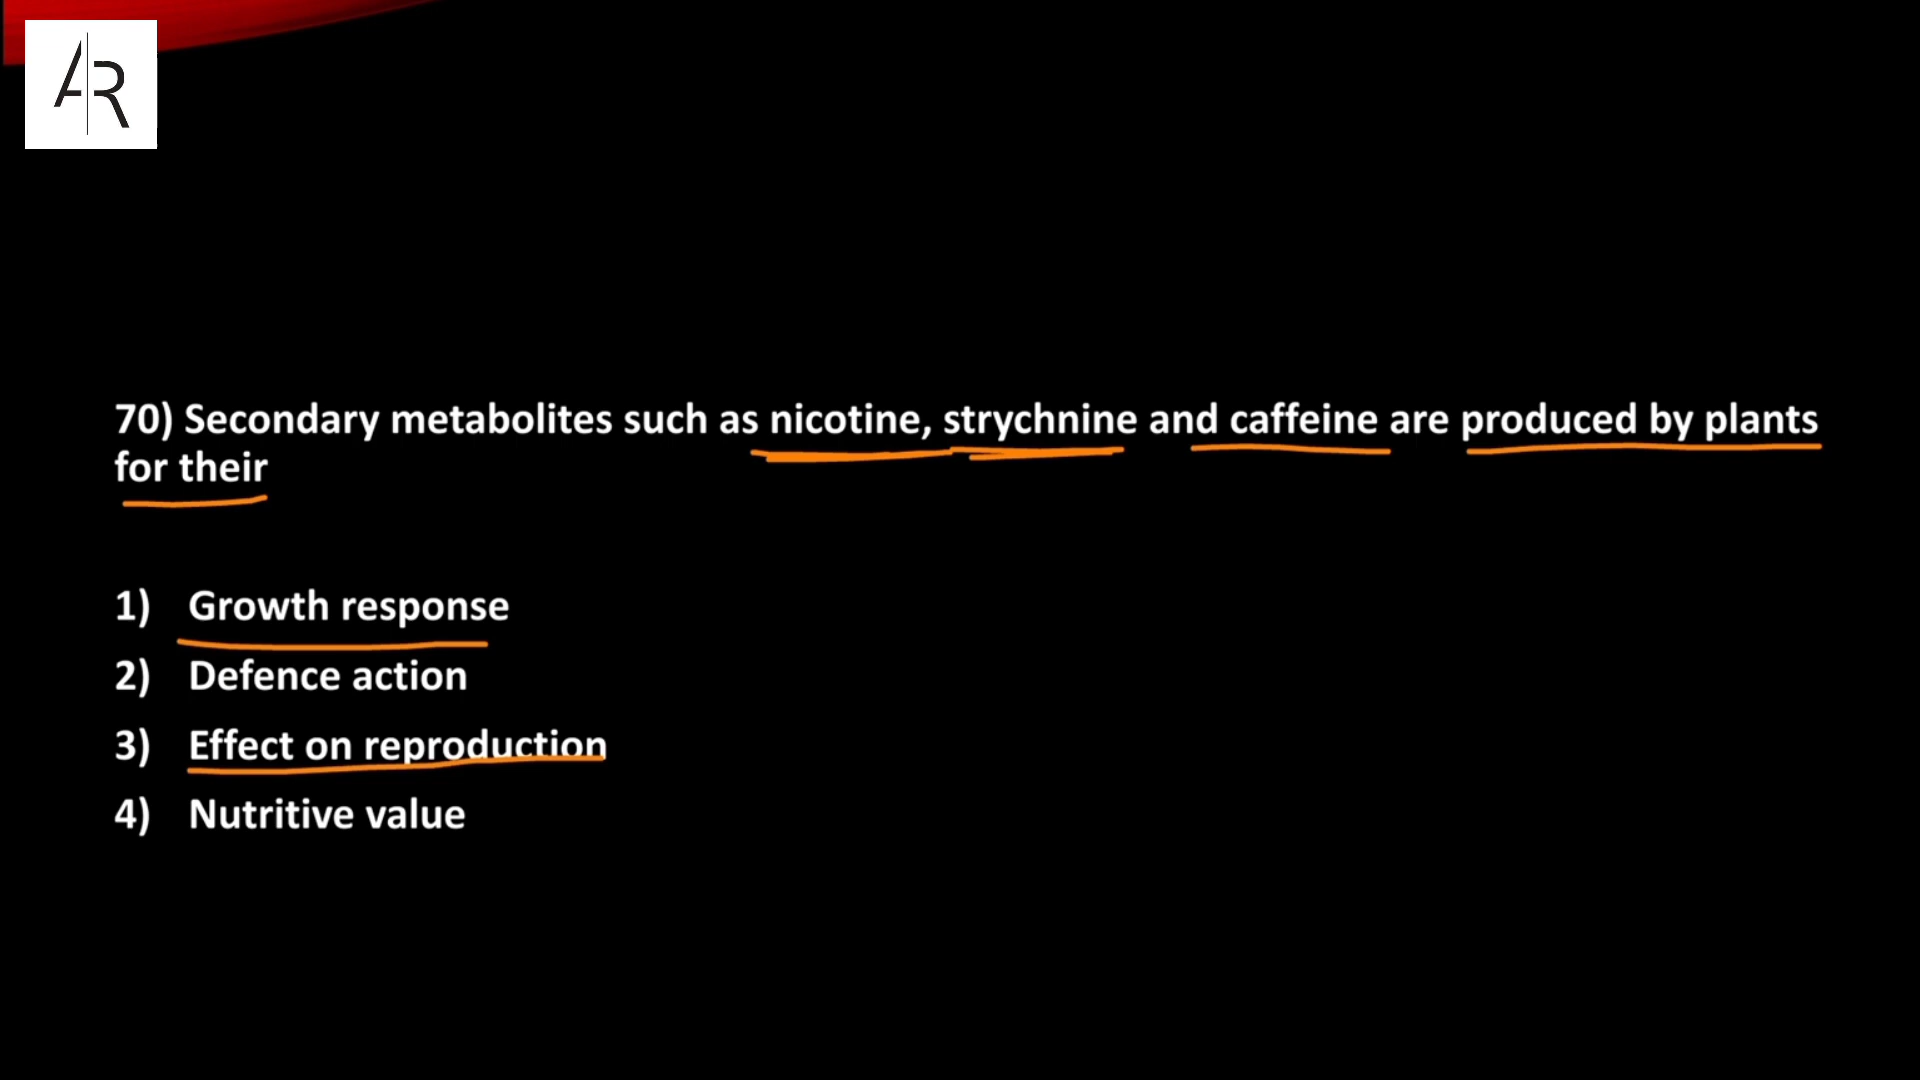 AR
70) Secondary metabolites such as nicotine, strychnine and caffeine are produced by plants
for their
1) Growth response
2) Defence action
3) Effect on reproduction
4) Nutritive value